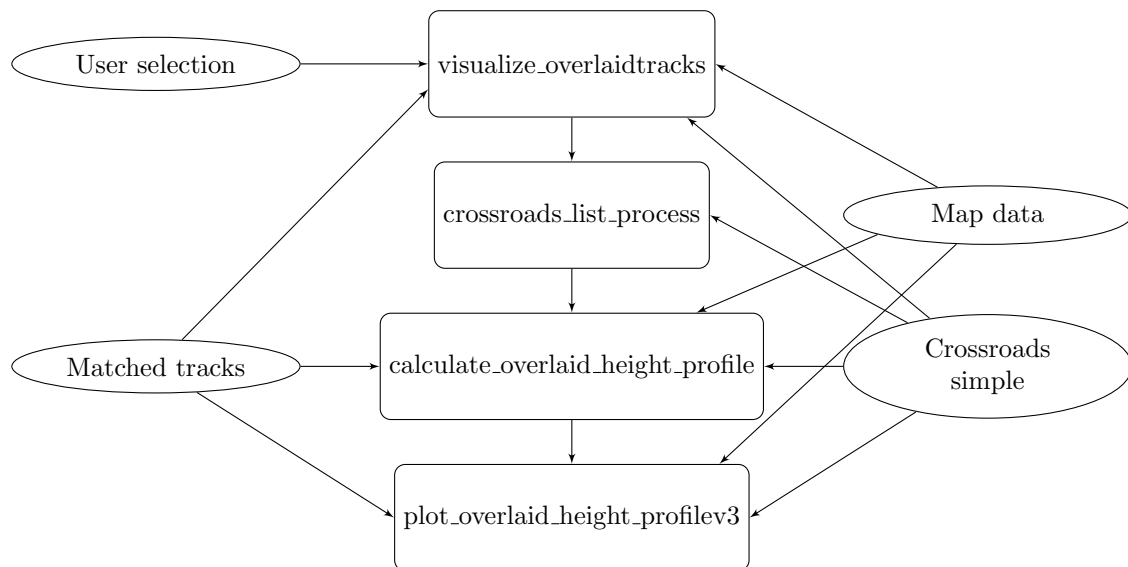 User selection
visualize_overlaidtracks
crossroads_list_process
Map data
Matched tracks
calculate_overlaid_height_profile
Crossroads
simple
plot_overlaid_height_profilev3